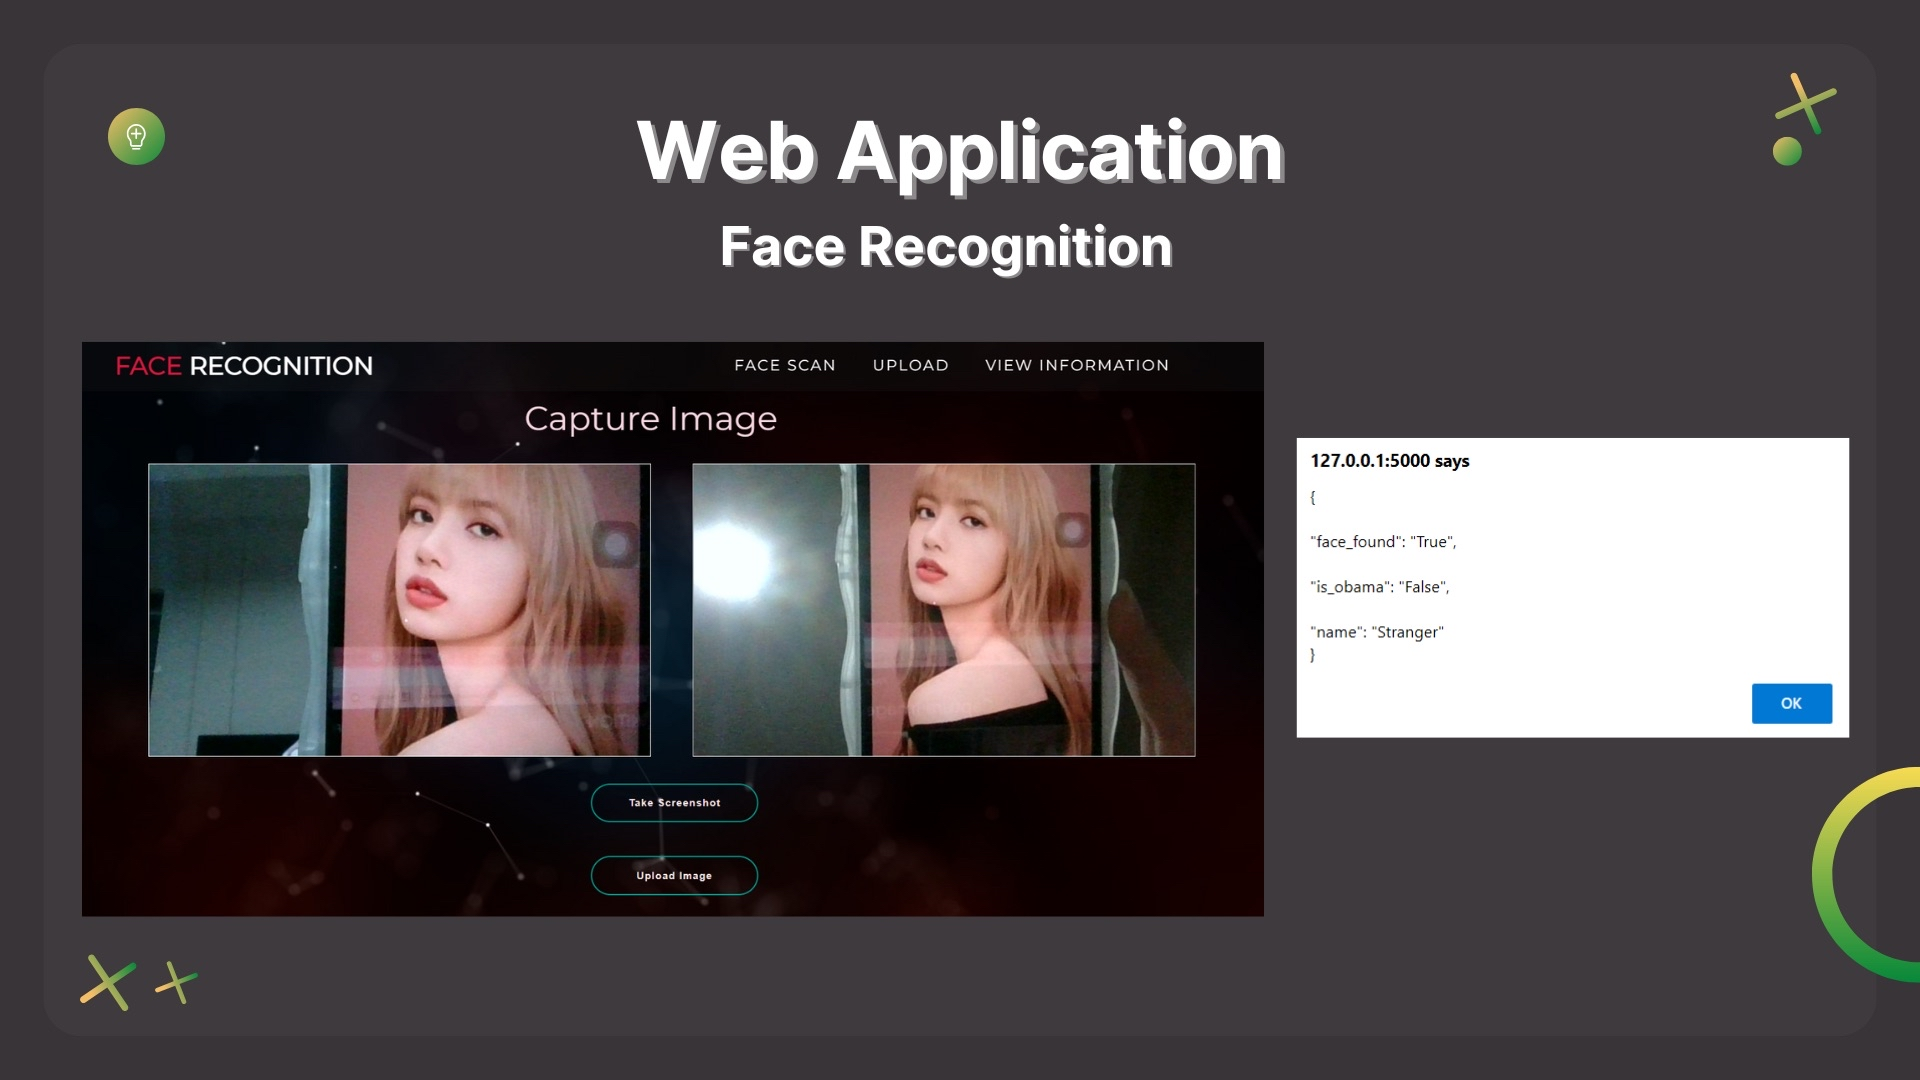 Web Application
Face Recognition
FACE RECOGNITION
FACE SCAN
UPLOAD
VIEW INFORMATION
Capture Image
Take Screenshot
Upload Image
127.0.0.1:5000 says
{
"face_found": "True",
"is_obama": "False",
"name": "Stranger"
}
OK